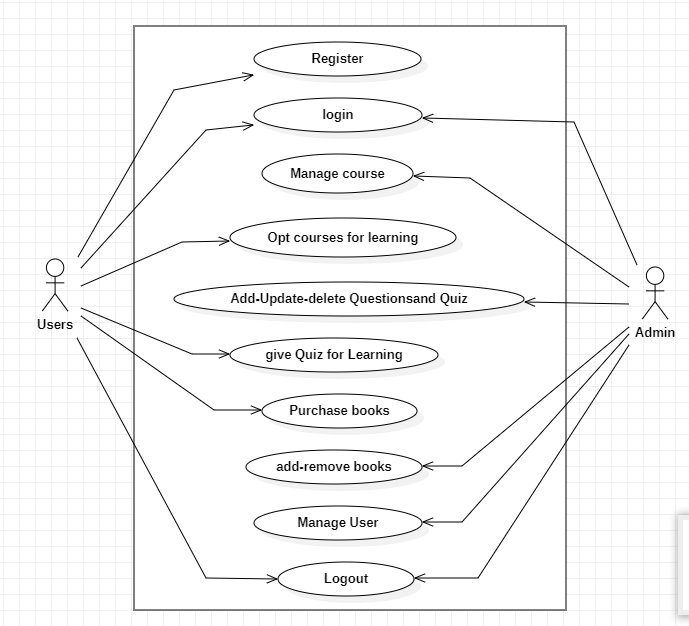 Register
login
Manage course
Opt courses for learning
Add-Update-delete Questionsand Quiz
give Quiz for Learning
Purchase books
add-remove books
Manage User
Logout
Users
Admin